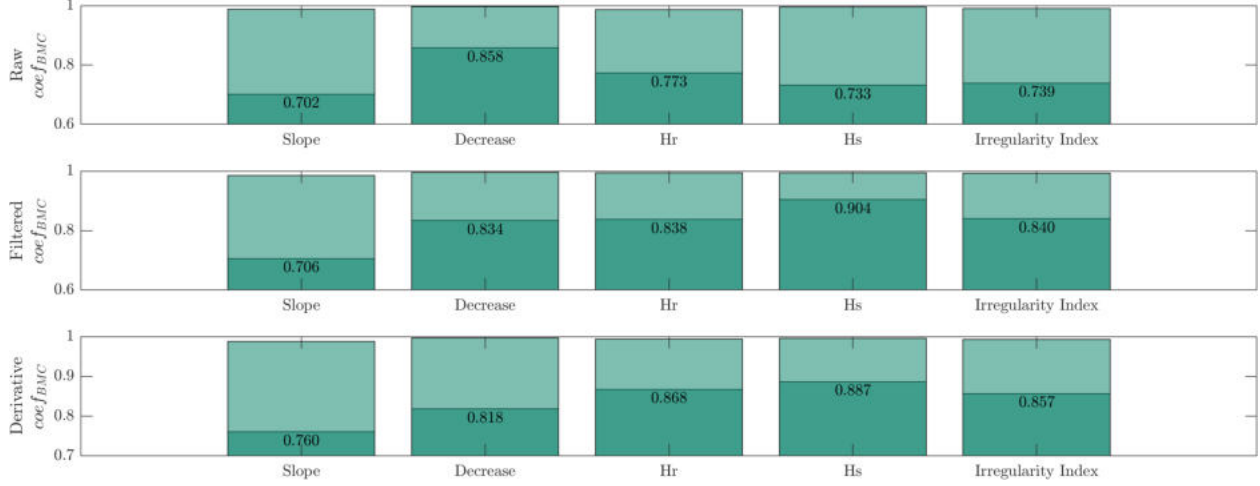 1
0.8
0.6
Raw
coef_BMC
0.702
0.858
0.773
0.733
0.739
Slope
Decrease
Hr
Hs
Irregularity Index
1
0.8
0.6
Filtered
coef_BMC
0.706
0.834
0.838
0.904
0.840
Slope
Decrease
Hr
Hs
Irregularity Index
1
0.9
0.8
0.7
Derivative
coef_BMC
0.760
0.818
0.868
0.887
0.857
Slope
Decrease
Hr
Hs
Irregularity Index